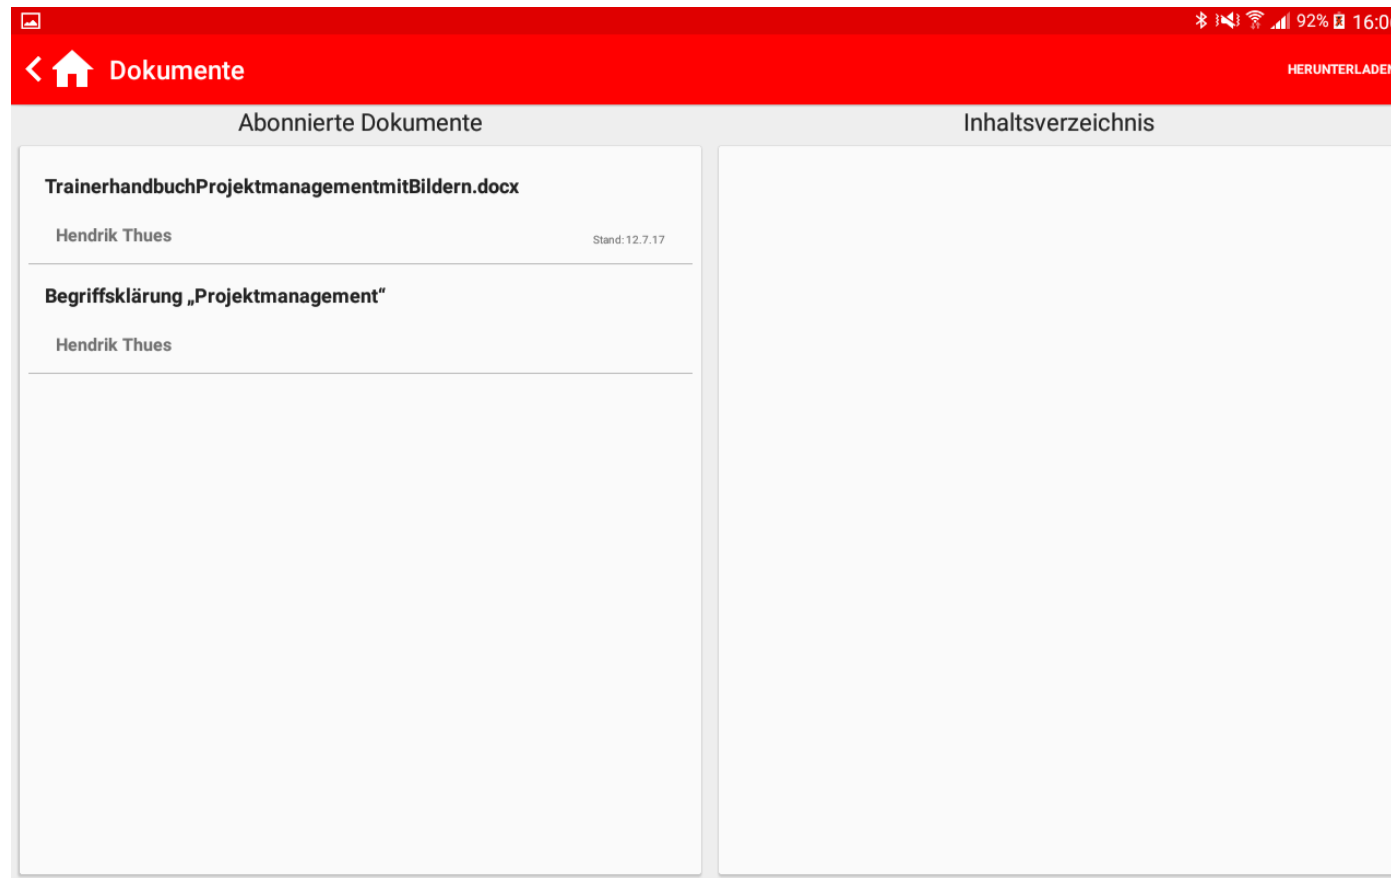 92% 16:0
Dokumente
HERUNTERLADEN
Abonnierte Dokumente
Inhaltsverzeichnis
TrainerhandbuchProjektmanagementmitBildern.docx
Hendrik Thues
Stand: 12.7.17
Begriffsklärung „Projektmanagement“
Hendrik Thues